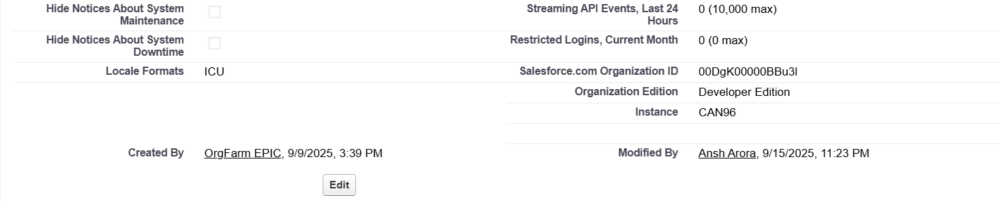 Hide Notices About System
Maintenance
Streaming API Events, Last 24
Hours
0 (10,000 max)
Hide Notices About System
Downtime
Restricted Logins, Current Month
0 (0 max)
Locale Formats
ICU
Salesforce.com Organization ID
00DgK00000BBu3l
Organization Edition
Developer Edition
Instance
CAN96
Created By
OrgFarm EPIC, 9/9/2025, 3:39 PM
Modified By
Ansh Arora, 9/15/2025, 11:23 PM
Edit